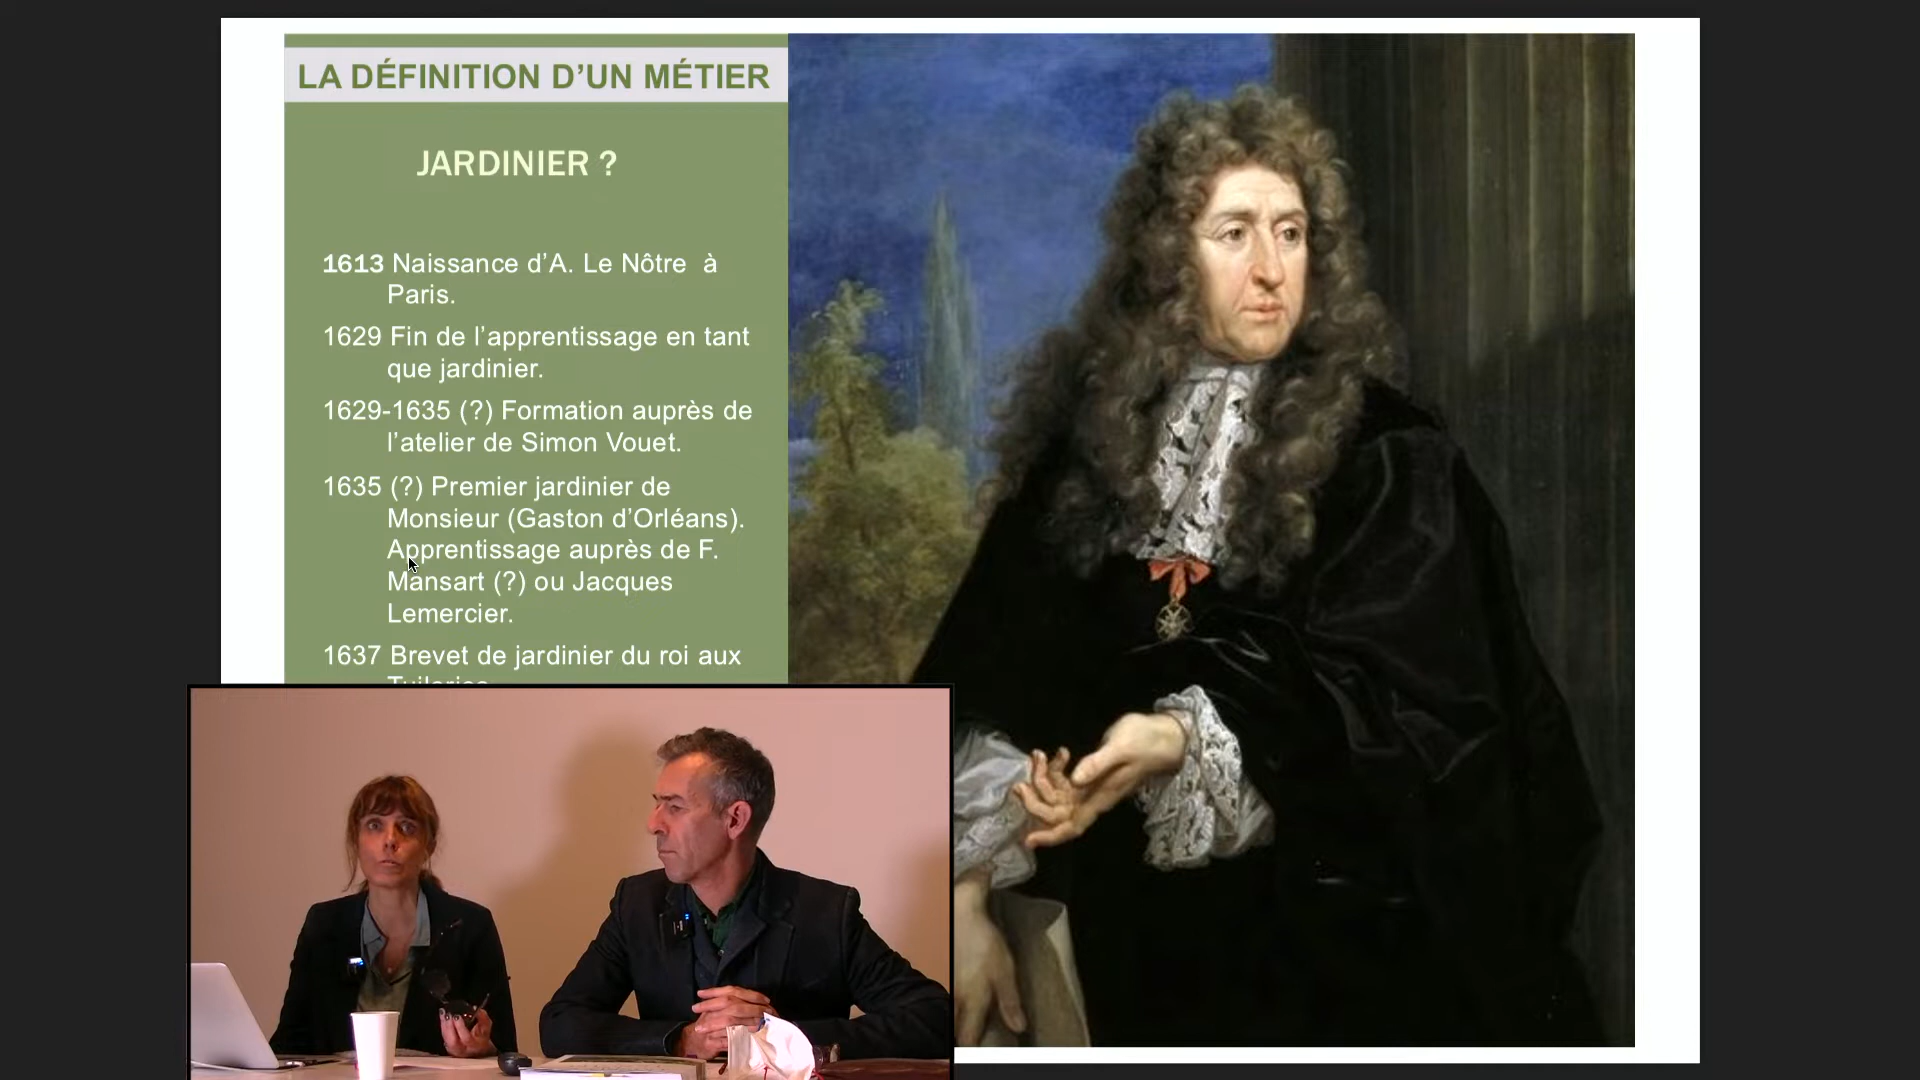 LA DÉFINITION D’UN MÉTIER
JARDINIER ?
1613 Naissance d’A. Le Nôtre à
Paris.
1629 Fin de l’apprentissage en tant
que jardinier.
1629-1635 (?) Formation auprès de
l’atelier de Simon Vouet.
1635 (?) Premier jardinier de
Monsieur (Gaston d’Orléans).
Apprentissage auprès de F.
Mansart (?) ou Jacques
Lemercier.
1637 Brevet de jardinier du roi aux